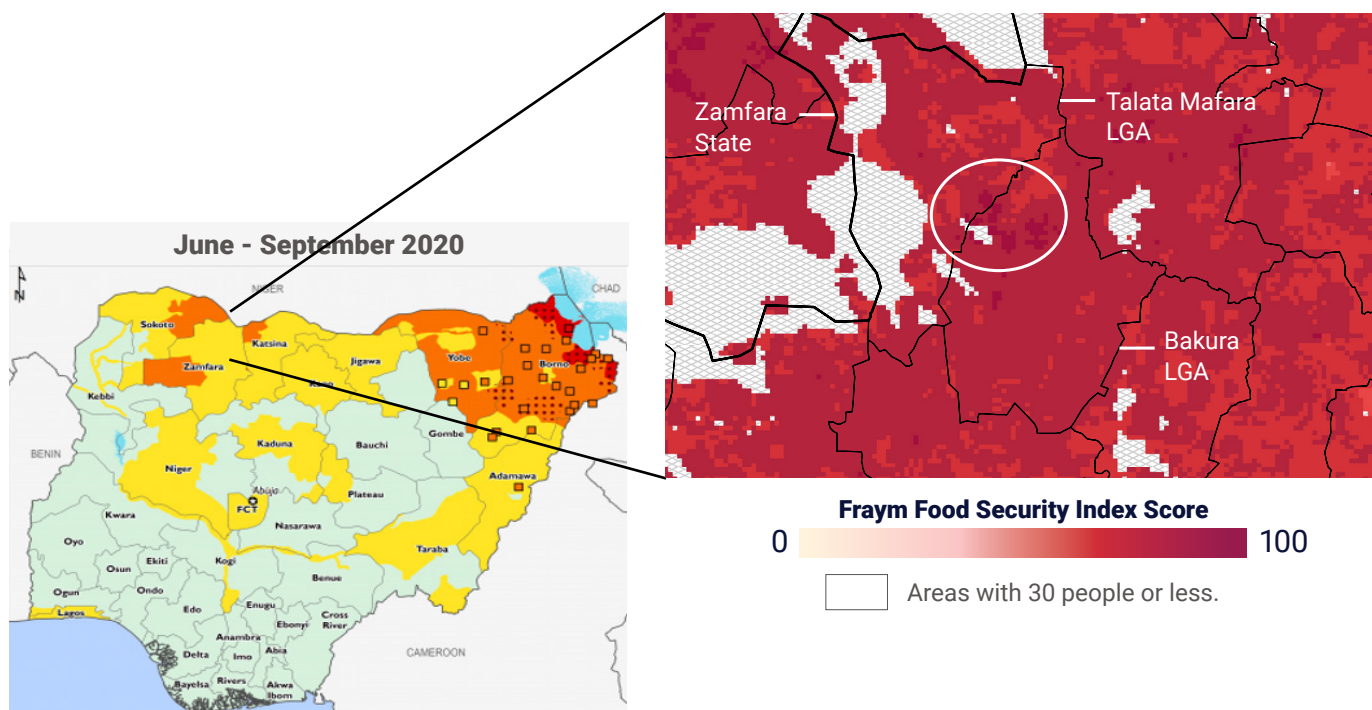 June - September 2020
N
NIGER
CHAD
Sokoto
Katsina
Zamfara
Jigawa
Yobe
Borno
Kano
Kebbi
Kaduna
Bauchi
Gombe
BENIN
Niger
Adamawa
Abuja
Plateau
FCT
Kwara
Nasarawa
Oyo
Taraba
Ekiti
Kogi
Osun
Benue
Ogun
Ondo
Lagos
Edo
Enugu
Cross
River
Ebonyi
Anambra
Delta
Imo
Abia
CAMEROON
Bayelsa
Rivers
Akwa
Ibom
Zamfara
State
Talata Mafara
LGA
Bakura
LGA
Fraym Food Security Index Score
0
100
Areas with 30 people or less.